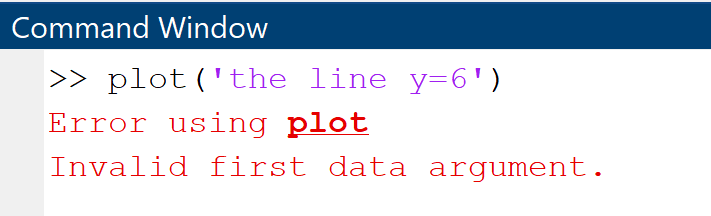 Command Window
>> plot('the line y=6')
Error using plot
Invalid first data argument.